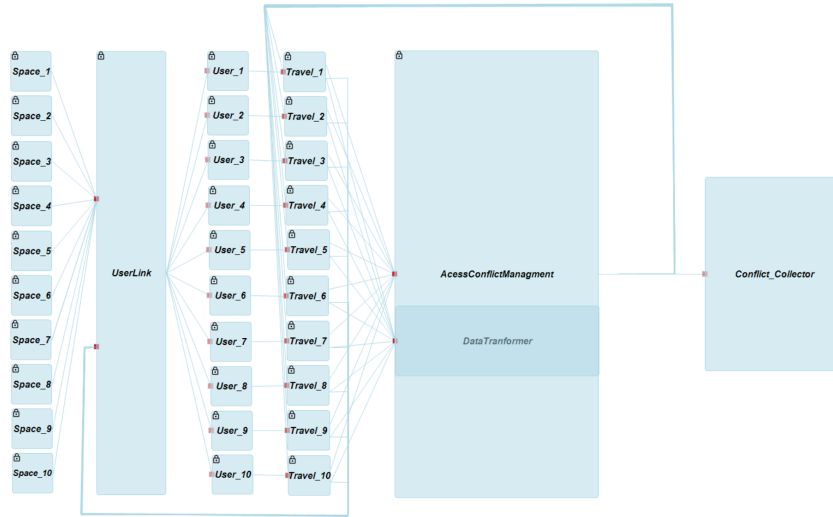 Space_1
Space_2
Space_3
Space_4
Space_5
Space_6
Space_7
Space_8
Space_9
Space_10
UserLink
User_1
User_2
User_3
User_4
User_5
User_6
User_7
User_8
User_9
User_10
Travel_1
Travel_2
Travel_3
Travel_4
Travel_5
Travel_6
Travel_7
Travel_8
Travel_9
Travel_10
AcessConflictManagment
DataTranformer
Conflict_Collector